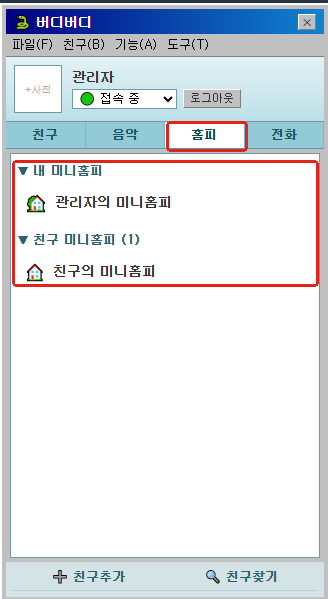 버디버디
파일(F) 친구(B) 기능(A) 도구(T)
+사진
관리자
접속 중 로그아웃
친구 음악 홈피 전화
▼ 내 미니홈피
관리자의 미니홈피
▼ 친구 미니홈피 (1)
친구의 미니홈피
친구추가 친구찾기